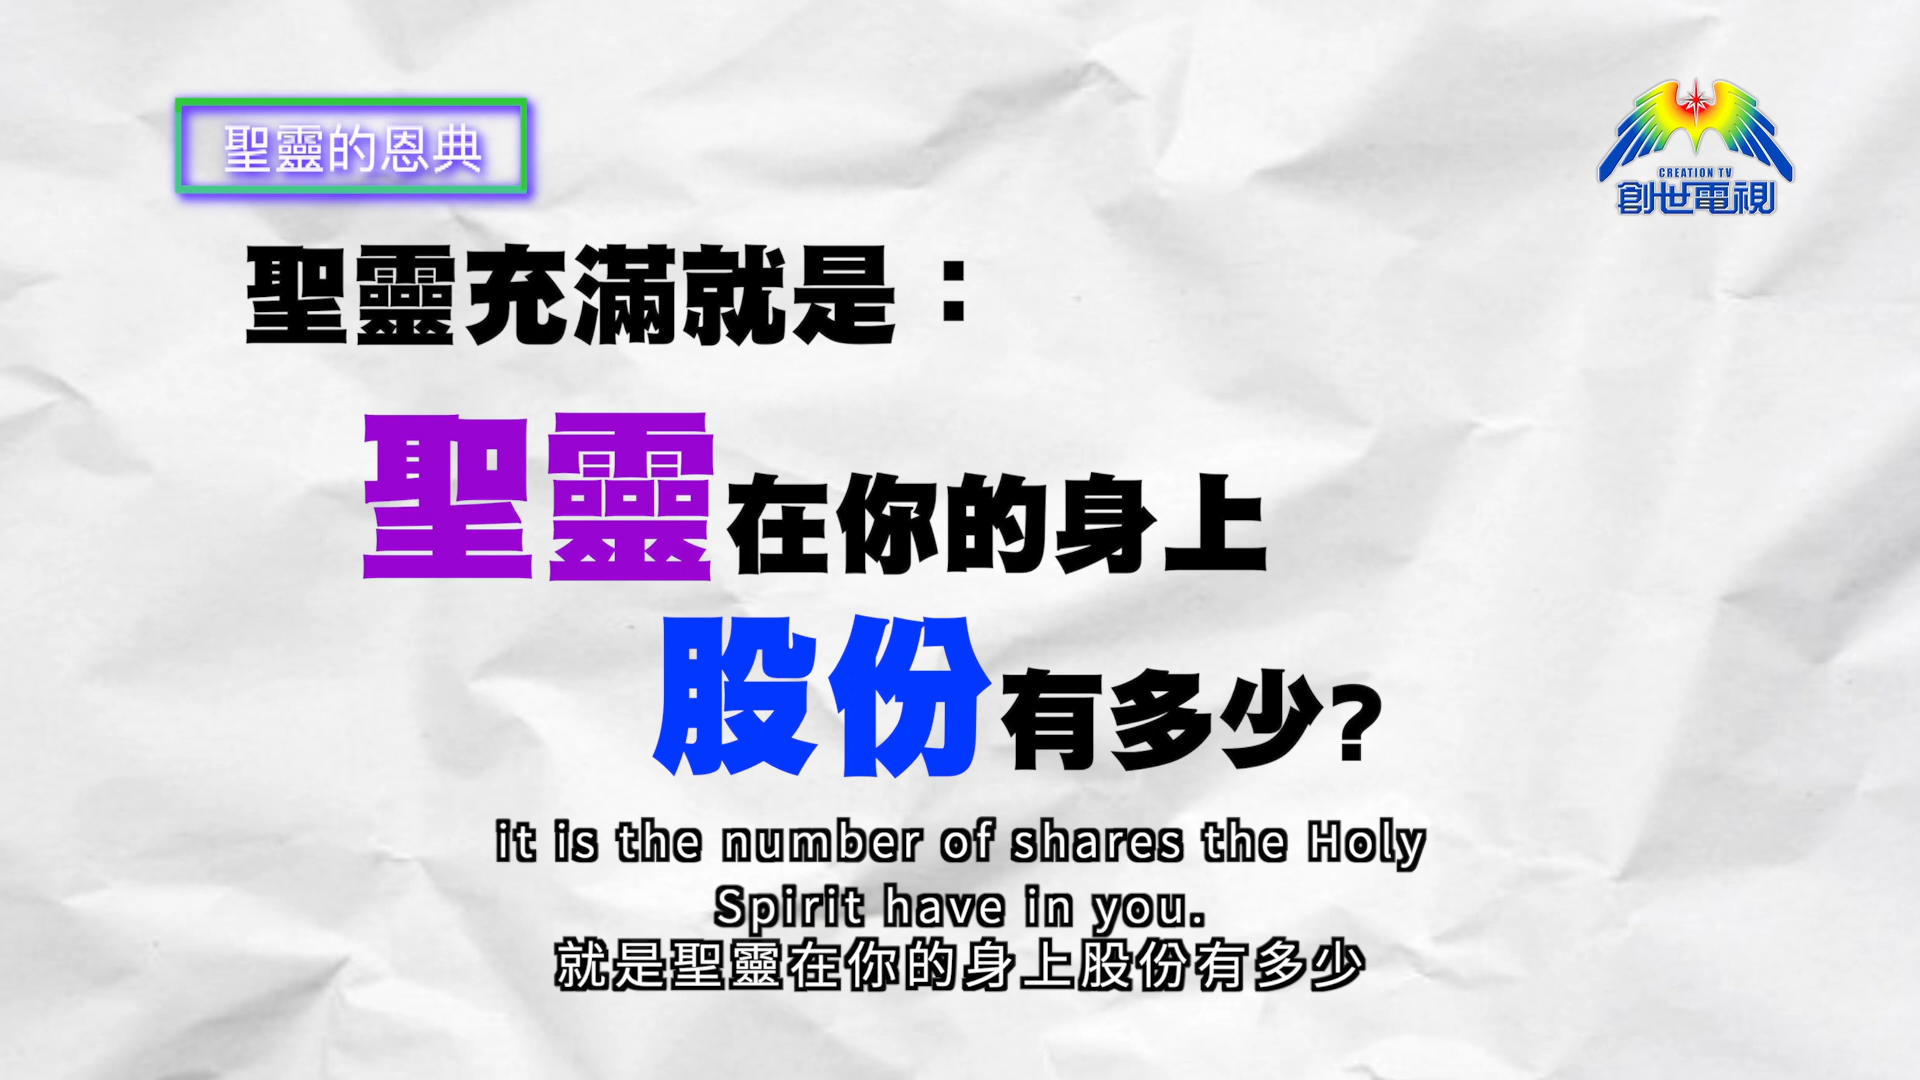 聖靈的恩典
CREATION TV
創世電視
聖靈充滿就是：
聖靈在你的身上
股份有多少?
it is the number of shares the Holy
Spirit have in you.
就是聖靈在你的身上股份有多少